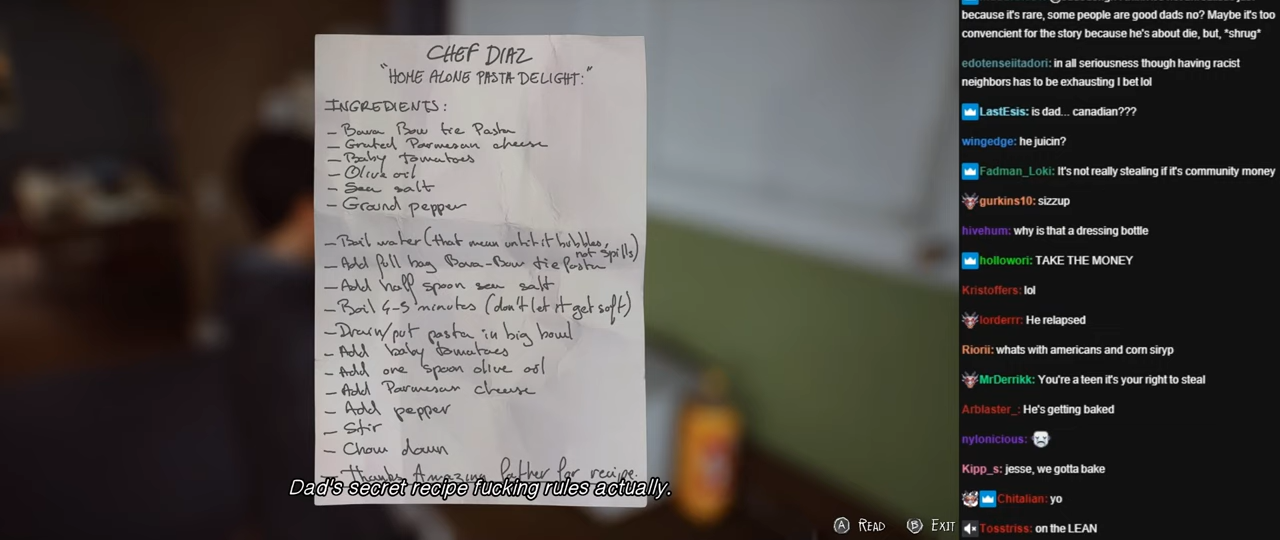 CHEF DIAZ
"HOME ALONE PASTA DELIGHT:"
INGREDIENTS:
- Bava Bow tie Pasta
- Grated Parmesan cheese
- Baby tomatoes
- Olive oil
- Sea salt
- Ground pepper
- Boil water (that mean until it bubbles, not spills)
- Add full bag Bava-Bow tie Pasta
- Add half spoon sea salt
- Boil 4-5 minutes (don't let it get soft)
- Drain/put pasta in big bowl
- Add baby tomatoes
- Add one spoon olive oil
- Add Parmesan cheese
- Add pepper
- Stir
- Chow down
- Thanks Amazing father for recipe.
Dad's secret recipe fucking rules actually.
A READ B EXIT
because it's rare, some people are good dads no? Maybe it's too
convencient for the story because he's about die, but, *shrug*
edotenseiitadori: in all seriousness though having racist
neighbors has to be exhausting I bet lol
LastEsis: is dad... canadian???
wingedge: he juicin?
Fadman_Loki: It's not really stealing if it's community money
gurkins10: sizzup
hivehum: why is that a dressing bottle
hollowori: TAKE THE MONEY
Kristoffers: lol
lorderrr: He relapsed
Riorii: whats with americans and corn siryp
MrDerrikk: You're a teen it's your right to steal
Arblaster_: He's getting baked
nylonicious:
Kipp_s: jesse, we gotta bake
Chitalian: yo
Tosstriss: on the LEAN